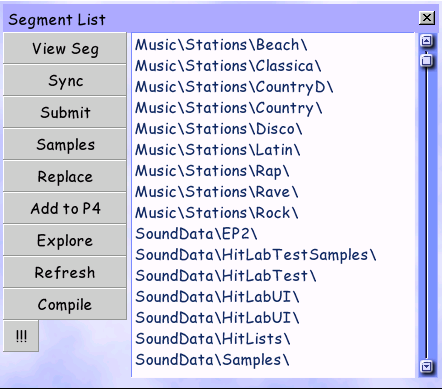 Segment List
View Seg
Sync
Submit
Samples
Replace
Add to P4
Explore
Refresh
Compile
!!!
Music\Stations\Beach\
Music\Stations\Classica\
Music\Stations\CountryD\
Music\Stations\Country\
Music\Stations\Disco\
Music\Stations\Latin\
Music\Stations\Rap\
Music\Stations\Rave\
Music\Stations\Rock\
SoundData\EP2\
SoundData\HitLabTestSamples\
SoundData\HitLabTest\
SoundData\HitLabUI\
SoundData\HitLabUI\
SoundData\HitLists\
SoundData\Samples\